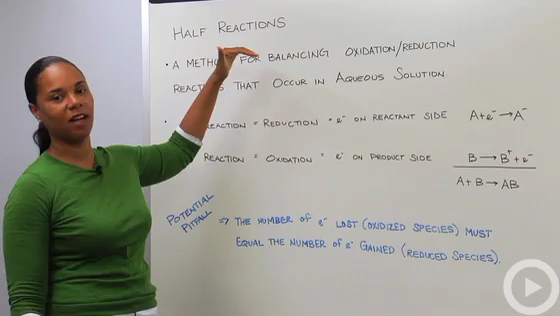 HALF REACTIONS
• A METHOD FOR BALANCING OXIDATION/REDUCTION
REACTIONS THAT OCCUR IN AQUEOUS SOLUTION.
• REACTION = REDUCTION = e⁻ ON REACTANT SIDE A + e⁻ → A⁻
REACTION = OXIDATION = e⁻ ON PRODUCT SIDE B → B⁺ + e⁻
A + B → AB
POTENTIAL
PITFALL
⇒ THE NUMBER OF e⁻ LOST (OXIDIZED SPECIES) MUST
EQUAL THE NUMBER OF e⁻ GAINED (REDUCED SPECIES).